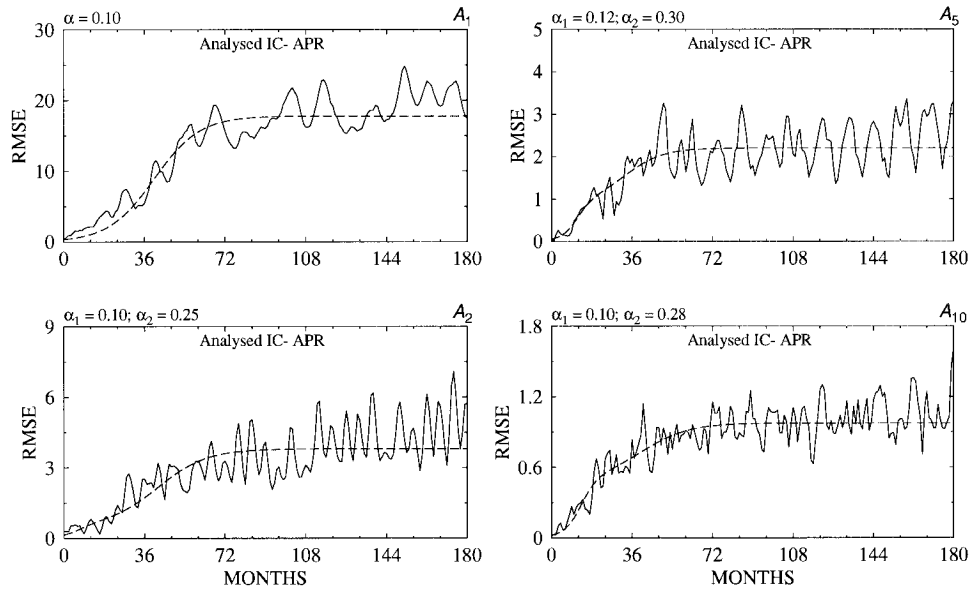 α = 0.10 A₁
Analysed IC- APR
RMSE
30
20
10
0
0 36 72 108 144 180
α₁ = 0.12; α₂ = 0.30 A₅
Analysed IC- APR
RMSE
5
4
3
2
1
0
0 36 72 108 144 180
α₁ = 0.10; α₂ = 0.25 A₂
Analysed IC- APR
RMSE
9
6
3
0
0 36 72 108 144 180
MONTHS
α₁ = 0.10; α₂ = 0.28 A₁₀
Analysed IC- APR
RMSE
1.8
1.2
0.6
0.0
0 36 72 108 144 180
MONTHS